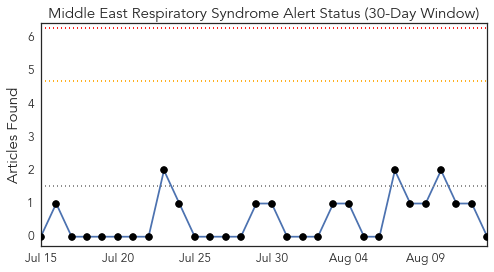 Middle East Respiratory Syndrome Alert Status (30-Day Window)
Articles Found
6
5
4
3
2
1
0
Jul 15 Jul 20 Jul 25 Jul 30 Aug 04 Aug 09